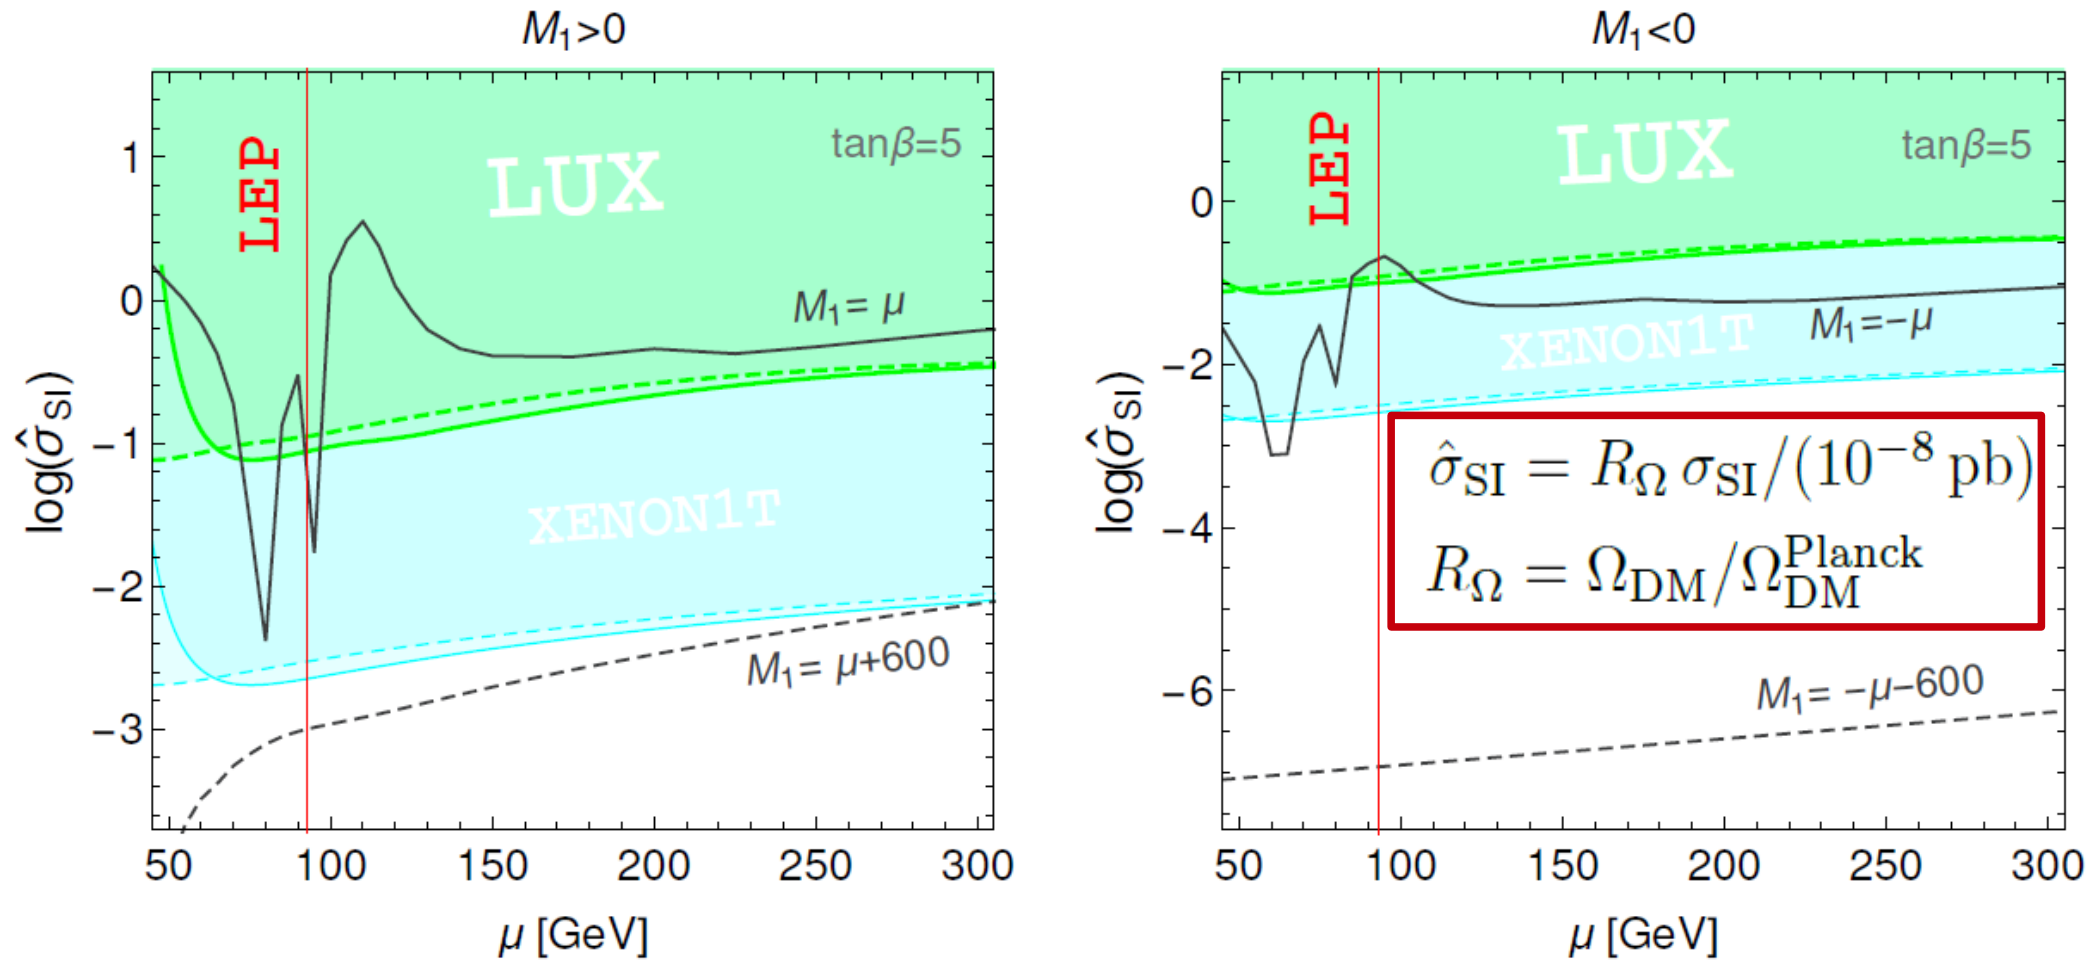 M₁>0
LEP
LUX
tanβ=5
M₁= μ
XENON1T
M₁= μ+600
log(σ̂SI)
1
0
−1
−2
−3
50 100 150 200 250 300
μ [GeV]
M₁<0
LEP
LUX
tanβ=5
M₁=−μ
XENON1T
σ̂SI = RΩ σSI/(10⁻⁸ pb)
RΩ = ΩDM/ΩDM^Planck
M₁= −μ−600
log(σ̂SI)
0
−2
−4
−6
50 100 150 200 250 300
μ [GeV]